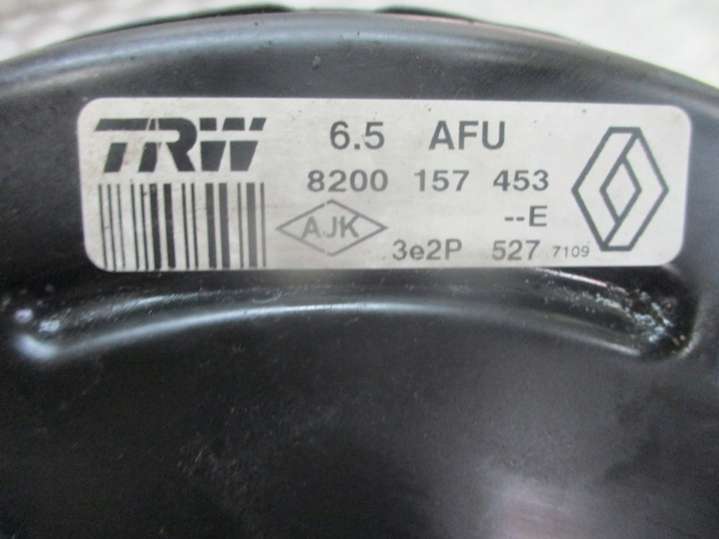 TRW 6.5 AFU
8200 157 453
AJK --E
3e2P 527 7109